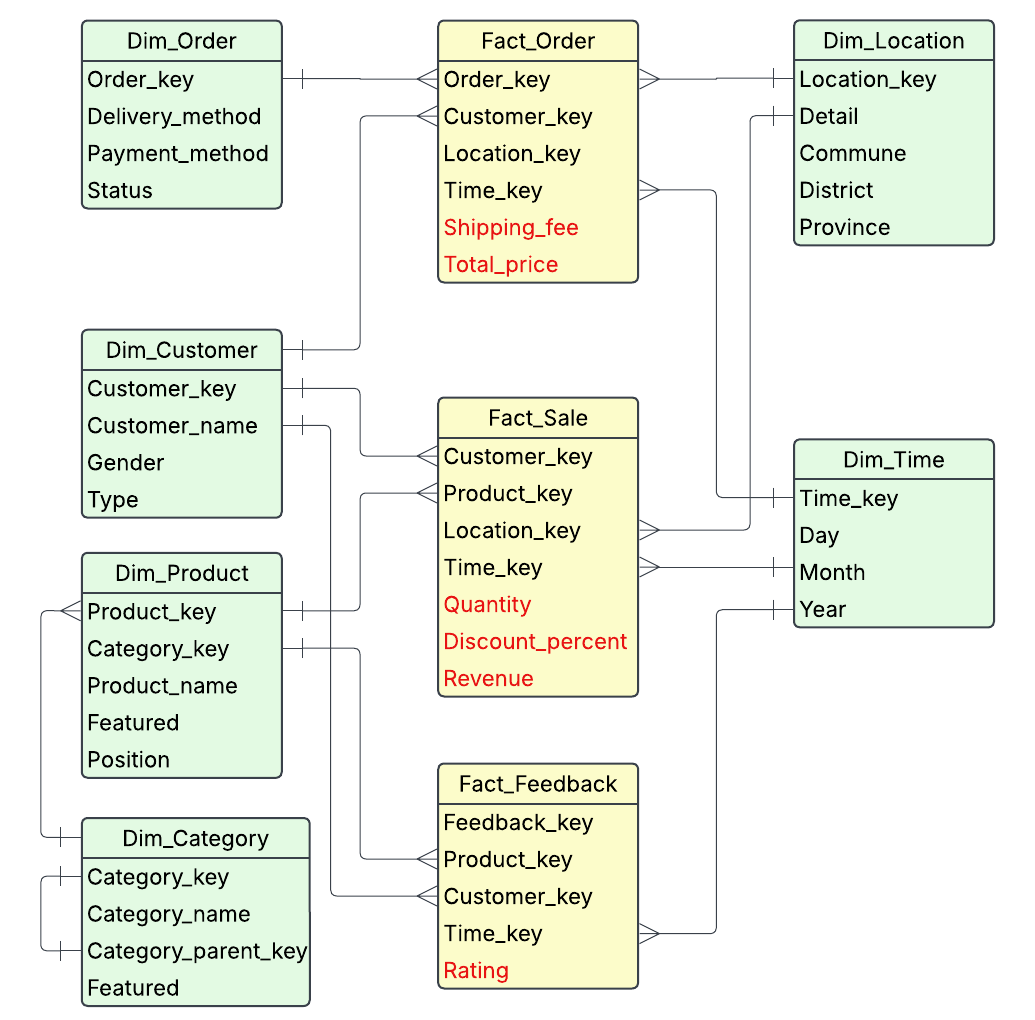 Dim_Order
Order_key
Delivery_method
Payment_method
Status
Fact_Order
Order_key
Customer_key
Location_key
Time_key
Shipping_fee
Total_price
Dim_Location
Location_key
Detail
Commune
District
Province
Dim_Customer
Customer_key
Customer_name
Gender
Type
Fact_Sale
Customer_key
Product_key
Location_key
Time_key
Quantity
Discount_percent
Revenue
Dim_Time
Time_key
Day
Month
Year
Dim_Product
Product_key
Category_key
Product_name
Featured
Position
Fact_Feedback
Feedback_key
Product_key
Customer_key
Time_key
Rating
Dim_Category
Category_key
Category_name
Category_parent_key
Featured